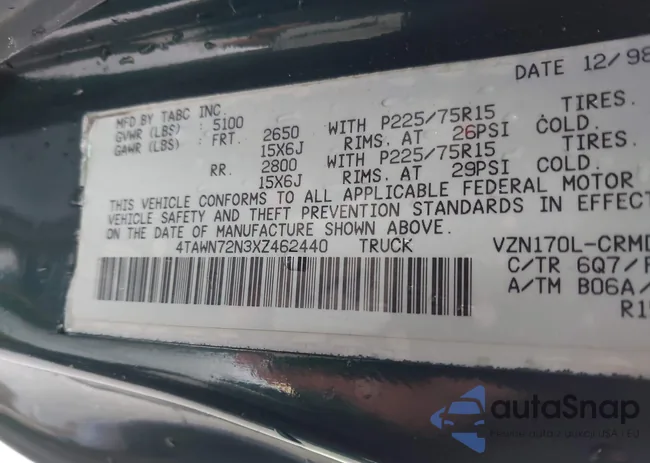 DATE 12/98
MFD BY TABC INC.
GVWR (LBS) 5100
GAWR (LBS) FRT. 2650 WITH P225/75R15 TIRES.
15X6J RIMS. AT 26PSI COLD.
RR. 2800 WITH P225/75R15 TIRES.
15X6J RIMS. AT 29PSI COLD.
THIS VEHICLE CONFORMS TO ALL APPLICABLE FEDERAL MOTOR
VEHICLE SAFETY AND THEFT PREVENTION STANDARDS IN EFFECT
ON THE DATE OF MANUFACTURE SHOWN ABOVE.
4TAWN72N3XZ462440 TRUCK VZN170L-CRMD
C/TR 6Q7/F
A/TM B06A/
R15
autoSnap